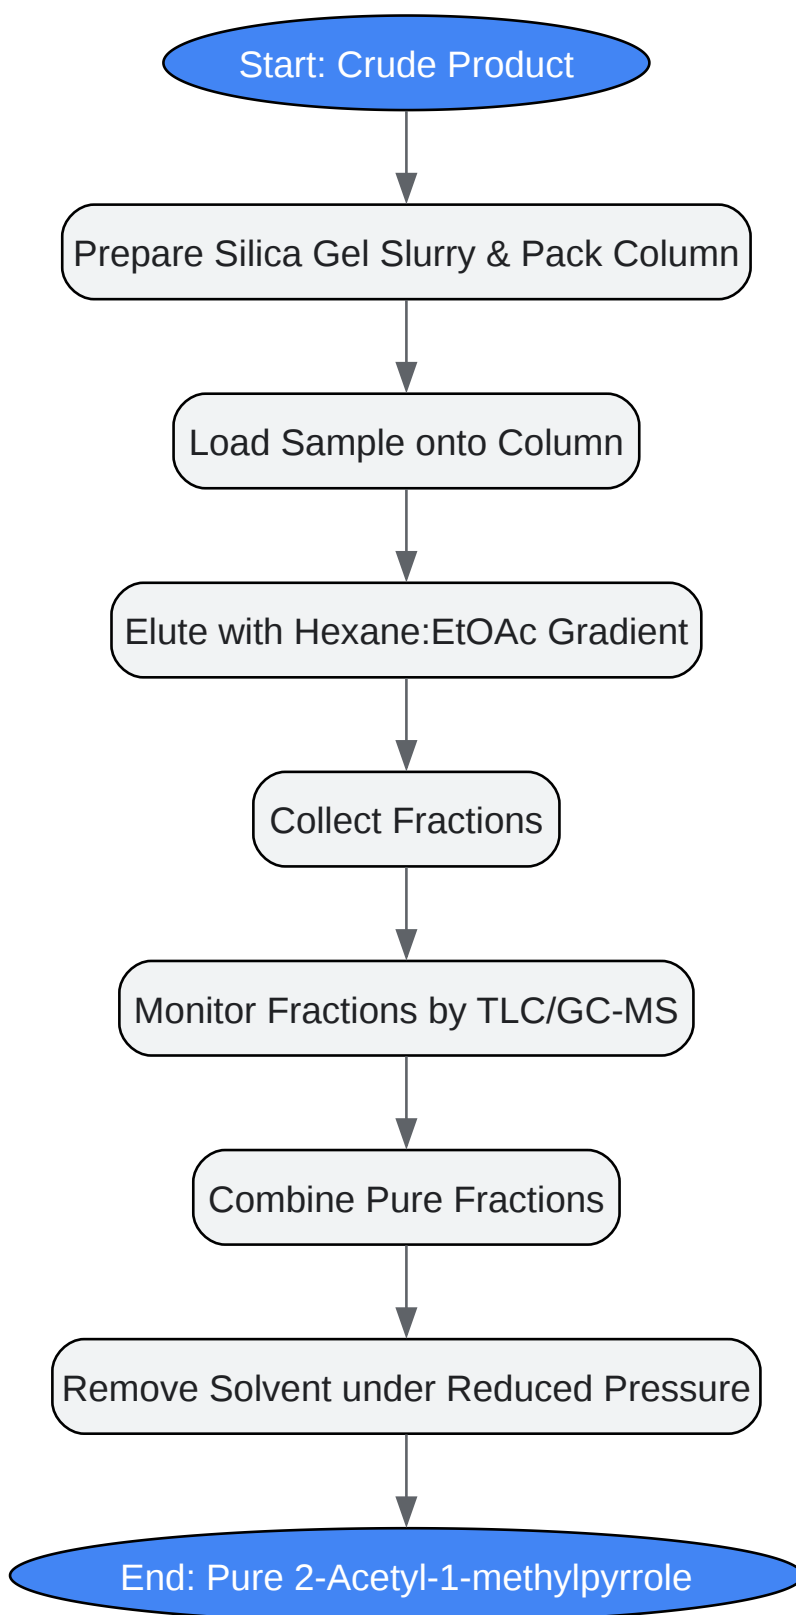 Start: Crude Product
Prepare Silica Gel Slurry & Pack Column
Load Sample onto Column
Elute with Hexane:EtOAc Gradient
Collect Fractions
Monitor Fractions by TLC/GC-MS
Combine Pure Fractions
Remove Solvent under Reduced Pressure
End: Pure 2-Acetyl-1-methylpyrrole